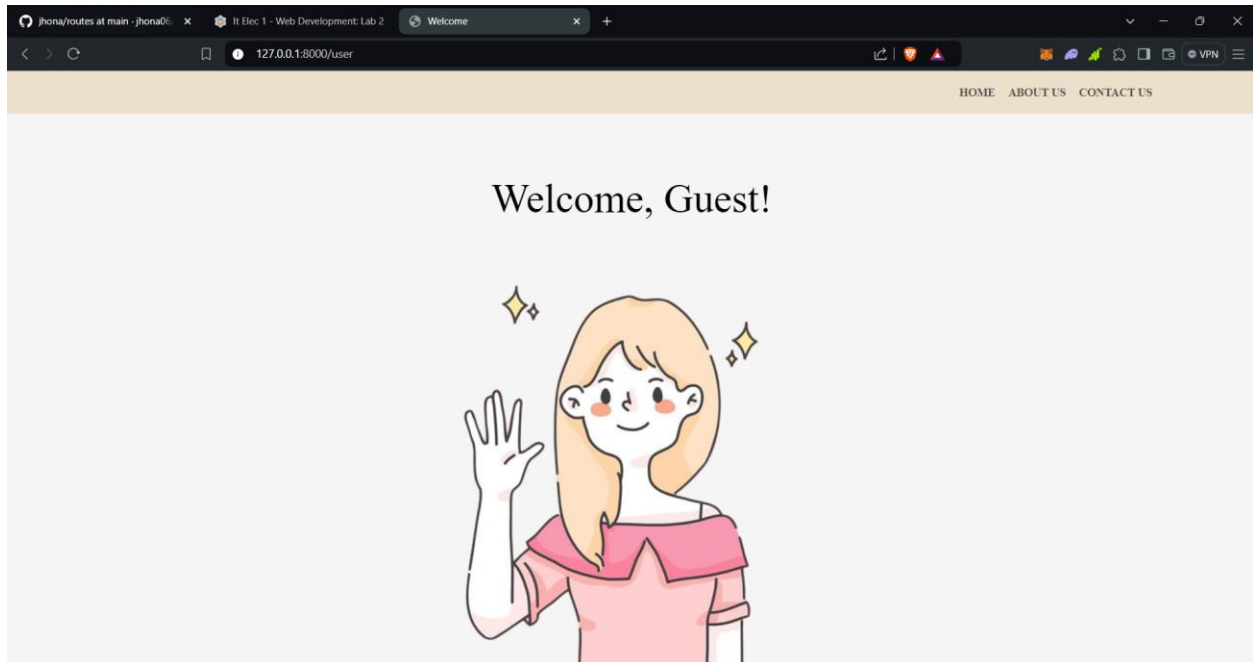 jhona/routes at main · jhona06
It Elec 1 - Web Development: Lab 2
Welcome
127.0.0.1:8000/user
VPN
HOME ABOUT US CONTACT US
Welcome, Guest!